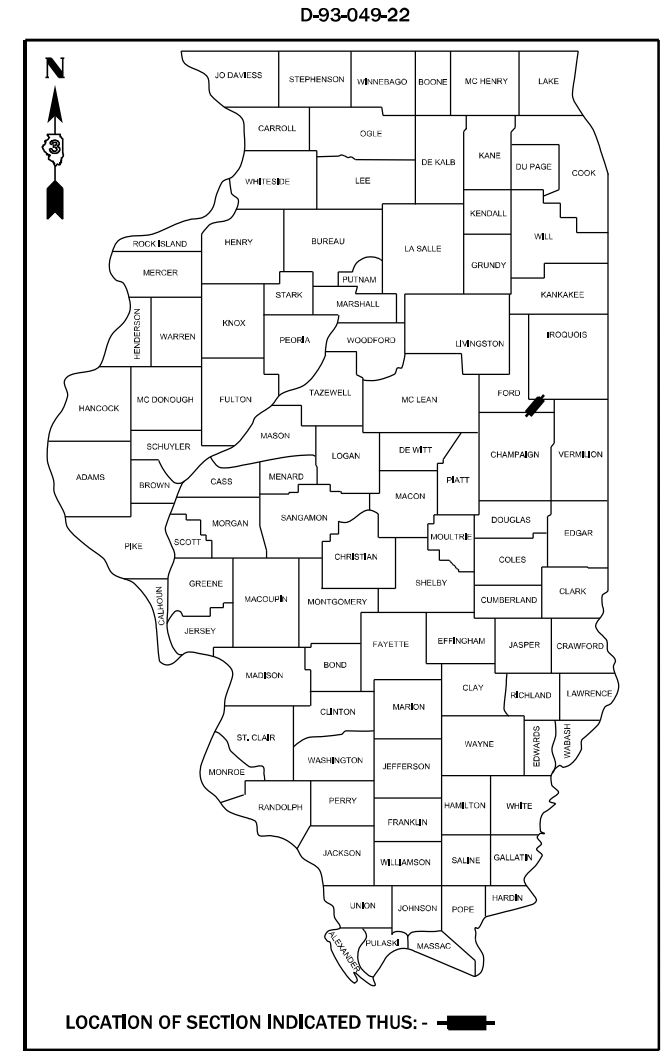 D-93-049-22
N
3
JO DAVIESS
STEPHENSON
WINNEBAGO
BOONE
MC HENRY
LAKE
CARROLL
OGLE
DE KALB
KANE
DU PAGE
COOK
WHITESIDE
LEE
KENDALL
WILL
ROCK ISLAND
HENRY
BUREAU
LA SALLE
GRUNDY
MERCER
PUTNAM
STARK
MARSHALL
KANKAKEE
HENDERSON
WARREN
KNOX
PEORIA
WOODFORD
LIVINGSTON
IROQUOIS
HANCOCK
MC DONOUGH
FULTON
TAZEWELL
MC LEAN
FORD
MASON
SCHUYLER
LOGAN
DE WITT
CHAMPAIGN
VERMILION
ADAMS
BROWN
CASS
MENARD
PIATT
MACON
MORGAN
SANGAMON
DOUGLAS
EDGAR
PIKE
SCOTT
CHRISTIAN
MOULTRIE
COLES
GREENE
MACOUPIN
MONTGOMERY
SHELBY
CUMBERLAND
CLARK
CALHOUN
JERSEY
FAYETTE
EFFINGHAM
JASPER
CRAWFORD
MADISON
BOND
CLAY
RICHLAND
LAWRENCE
CLINTON
MARION
ST. CLAIR
WAYNE
EDWARDS
WABASH
MONROE
WASHINGTON
JEFFERSON
RANDOLPH
PERRY
HAMILTON
WHITE
FRANKLIN
JACKSON
WILLIAMSON
SALINE
GALLATIN
UNION
JOHNSON
POPE
HARDIN
ALEXANDER
PULASKI
MASSAC
LOCATION OF SECTION INDICATED THUS: -